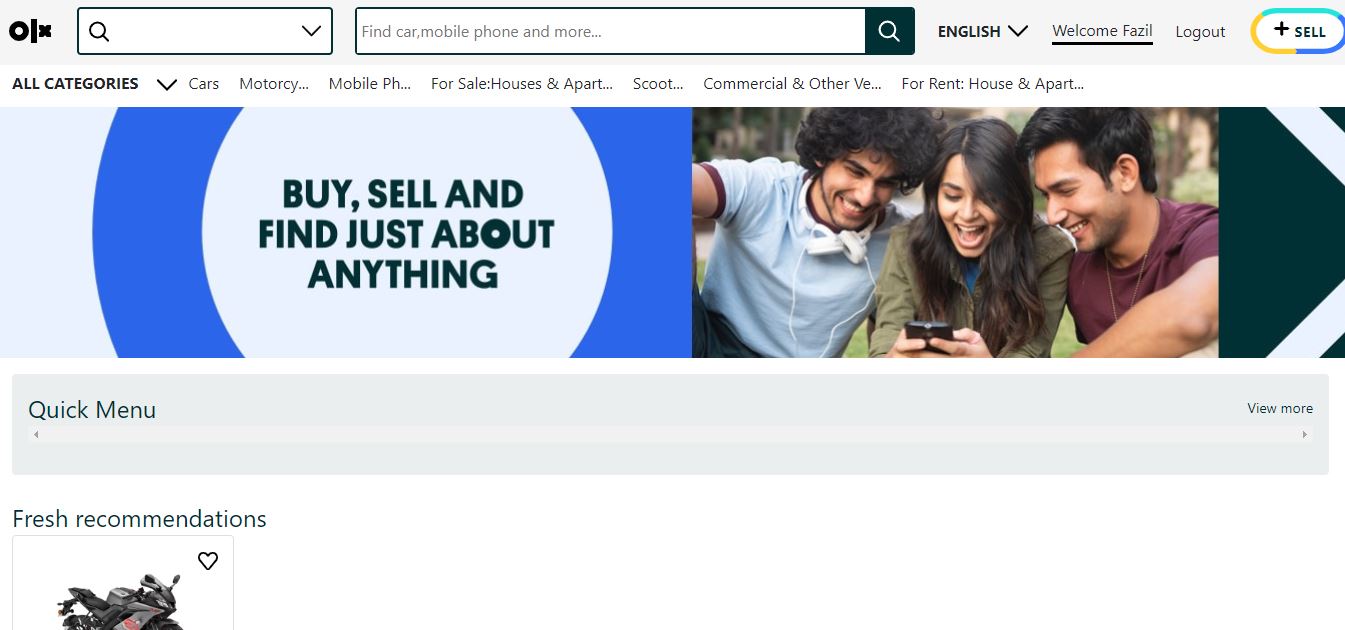 olx
Find car,mobile phone and more...
ENGLISH
Welcome Fazil
Logout
+ SELL
ALL CATEGORIES
Cars
Motorcy...
Mobile Ph...
For Sale:Houses & Apart...
Scoot...
Commercial & Other Ve...
For Rent: House & Apart...
BUY, SELL AND
FIND JUST ABOUT
ANYTHING
Quick Menu
View more
Fresh recommendations